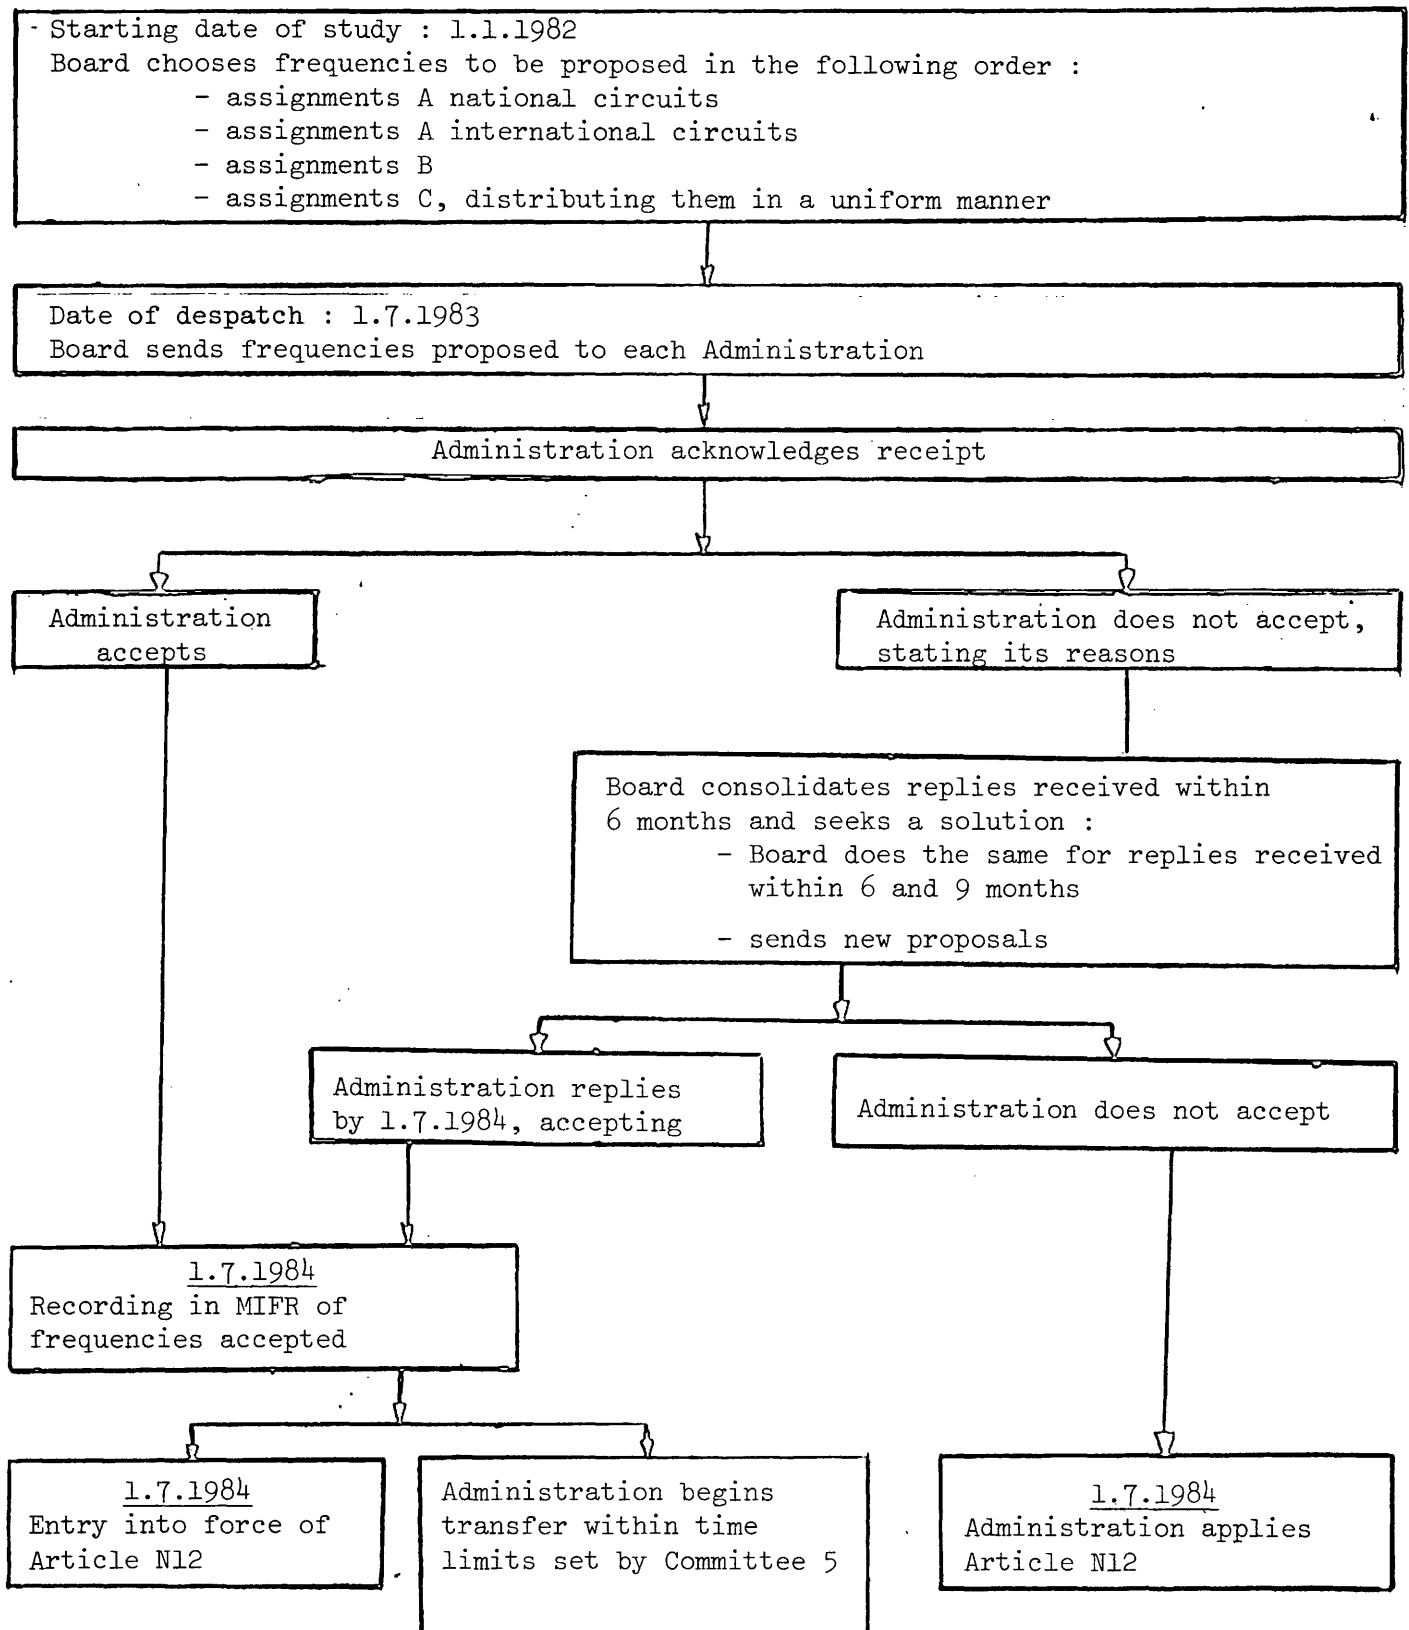 - Starting date of study : 1.1.1982
Board chooses frequencies to be proposed in the following order :
- assignments A national circuits
- assignments A international circuits
- assignments B
- assignments C, distributing them in a uniform manner
Date of despatch : 1.7.1983
Board sends frequencies proposed to each Administration
Administration acknowledges receipt
Administration
accepts
Administration does not accept,
stating its reasons
Board consolidates replies received within
6 months and seeks a solution :
- Board does the same for replies received
within 6 and 9 months
- sends new proposals
Administration replies
by 1.7.1984, accepting
Administration does not accept
1.7.1984
Recording in MIFR of
frequencies accepted
1.7.1984
Entry into force of
Article N12
Administration begins
transfer within time
limits set by Committee 5
1.7.1984
Administration applies
Article N12